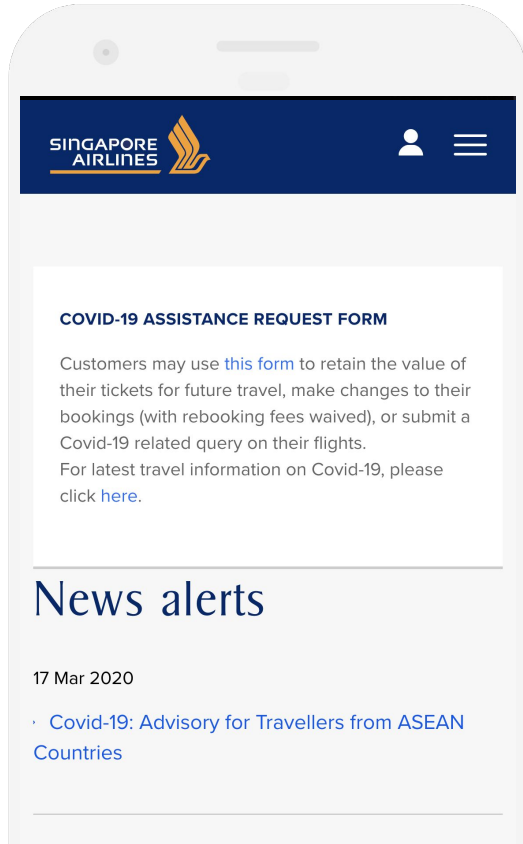 SINGAPORE
AIRLINES
COVID-19 ASSISTANCE REQUEST FORM
Customers may use this form to retain the value of
their tickets for future travel, make changes to their
bookings (with rebooking fees waived), or submit a
Covid-19 related query on their flights.
For latest travel information on Covid-19, please
click here.
News alerts
17 Mar 2020
Covid-19: Advisory for Travellers from ASEAN
Countries